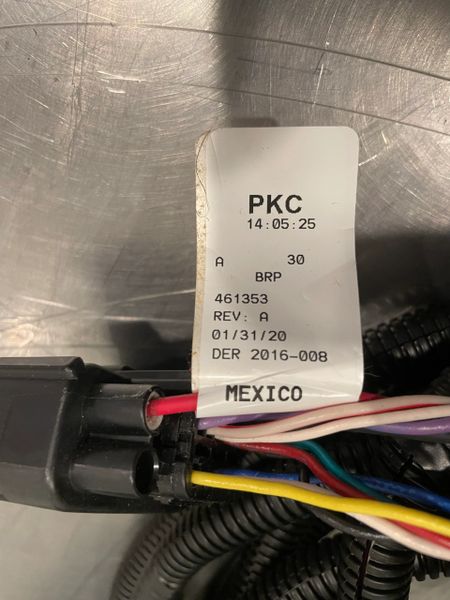 PKC
14:05:25
A 30
BRP
461353
REV: A
01/31/20
DER 2016-008
MEXICO